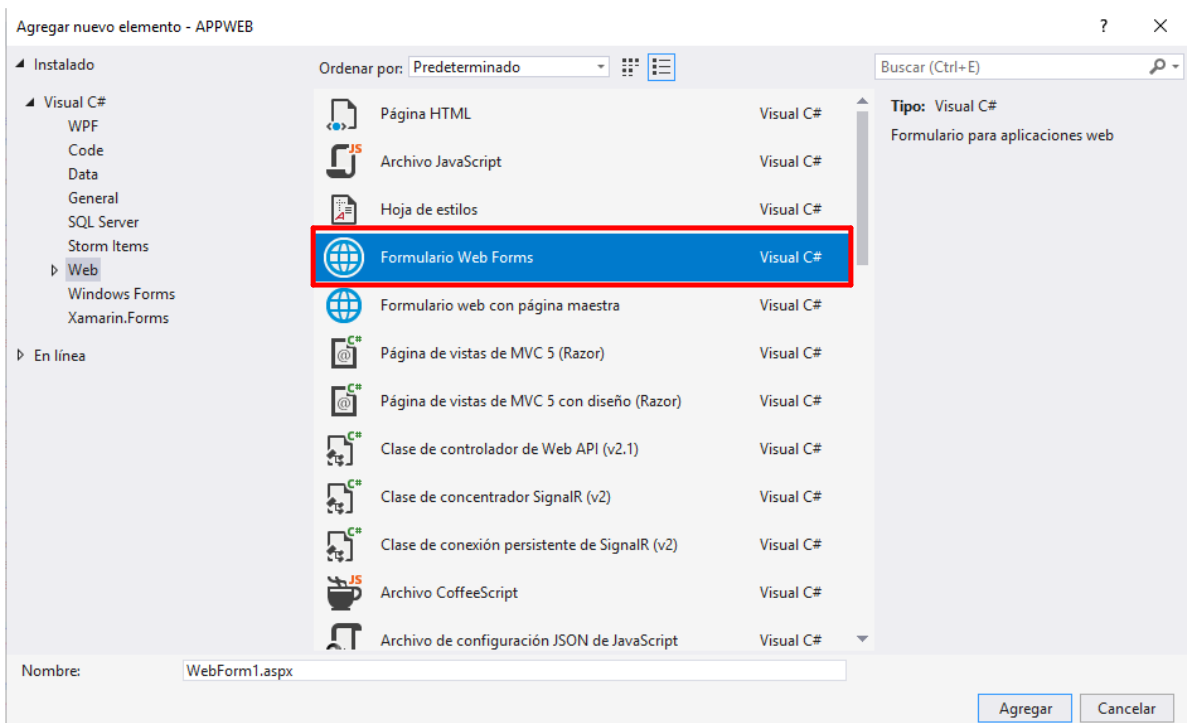 Agregar nuevo elemento - APPWEB
?
Instalado
Visual C#
WPF
Code
Data
General
SQL Server
Storm Items
Web
Windows Forms
Xamarin.Forms
En línea
Ordenar por: Predeterminado
Página HTML Visual C#
JS
Archivo JavaScript Visual C#
A
Hoja de estilos Visual C#
Formulario Web Forms Visual C#
Formulario web con página maestra Visual C#
C#
@
Página de vistas de MVC 5 (Razor) Visual C#
C#
@
Página de vistas de MVC 5 con diseño (Razor) Visual C#
C#
Clase de controlador de Web API (v2.1) Visual C#
C#
Clase de concentrador SignalR (v2) Visual C#
C#
Clase de conexión persistente de SignalR (v2) Visual C#
JS
Archivo CoffeeScript Visual C#
Archivo de configuración JSON de JavaScript Visual C#
Buscar (Ctrl+E)
Tipo: Visual C#
Formulario para aplicaciones web
Nombre: WebForm1.aspx
Agregar Cancelar